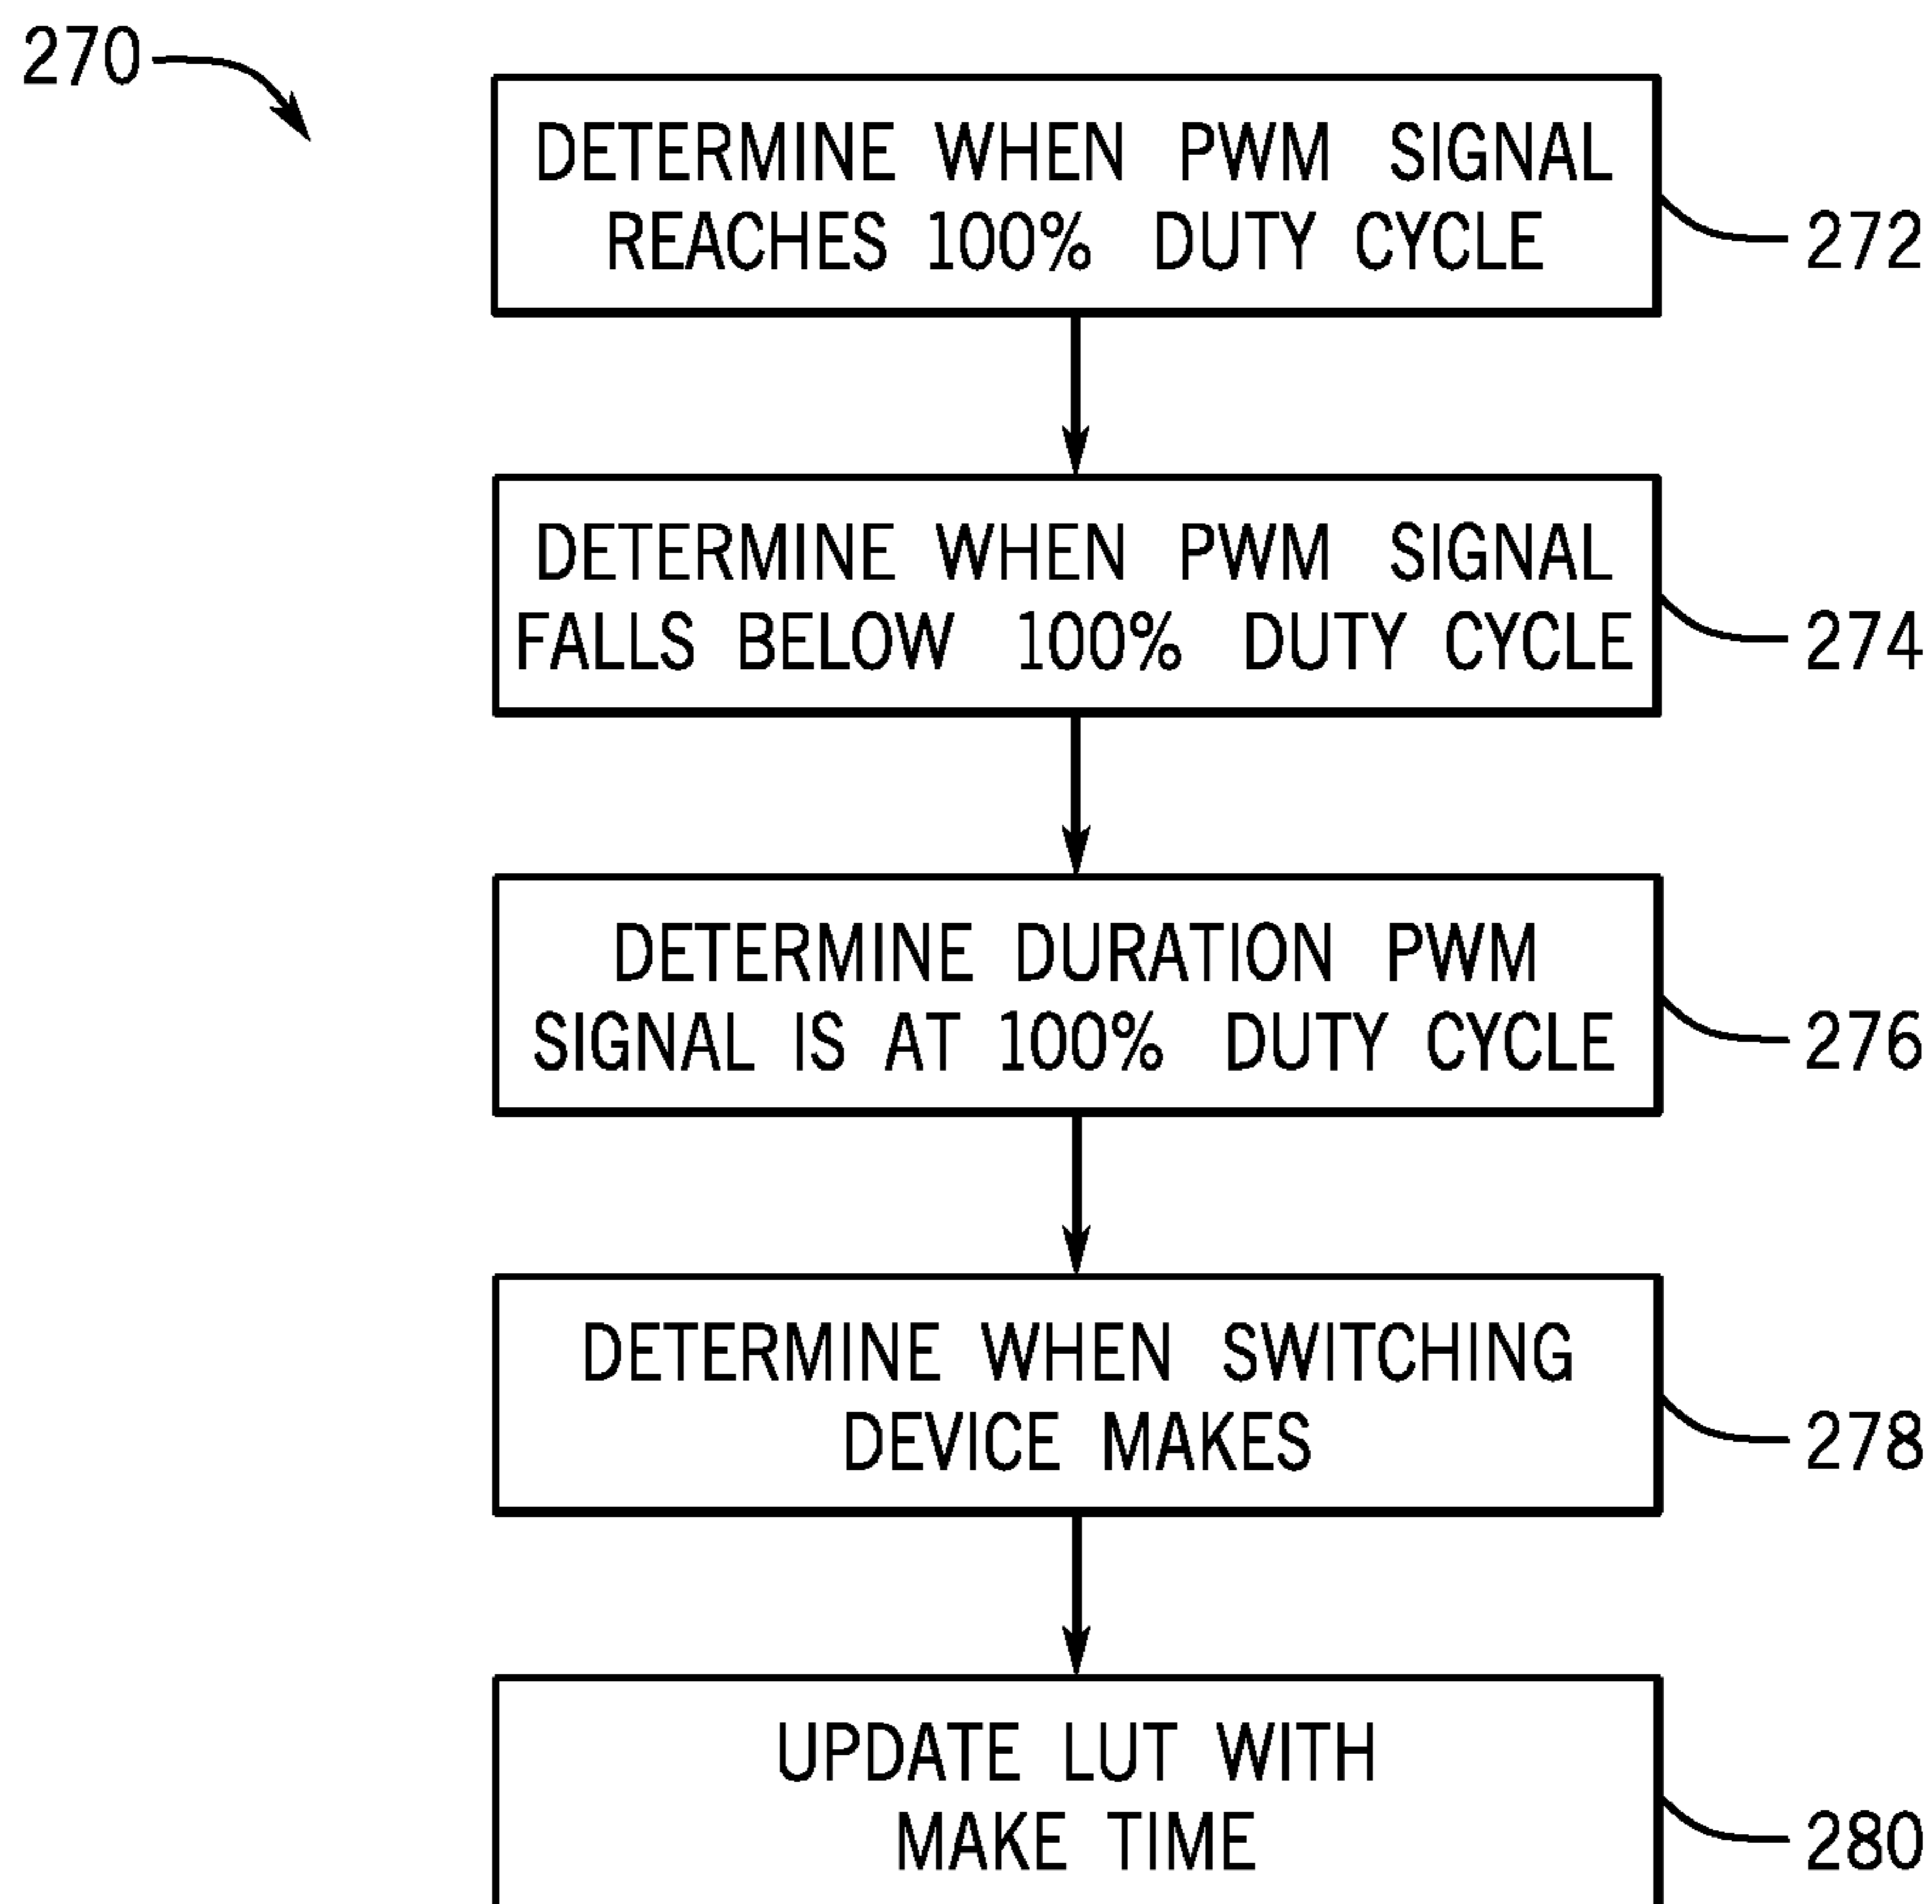 270
DETERMINE WHEN PWM SIGNAL
REACHES 100% DUTY CYCLE
272
DETERMINE WHEN PWM SIGNAL
FALLS BELOW 100% DUTY CYCLE
274
DETERMINE DURATION PWM
SIGNAL IS AT 100% DUTY CYCLE
276
DETERMINE WHEN SWITCHING
DEVICE MAKES
278
UPDATE LUT WITH
MAKE TIME
280